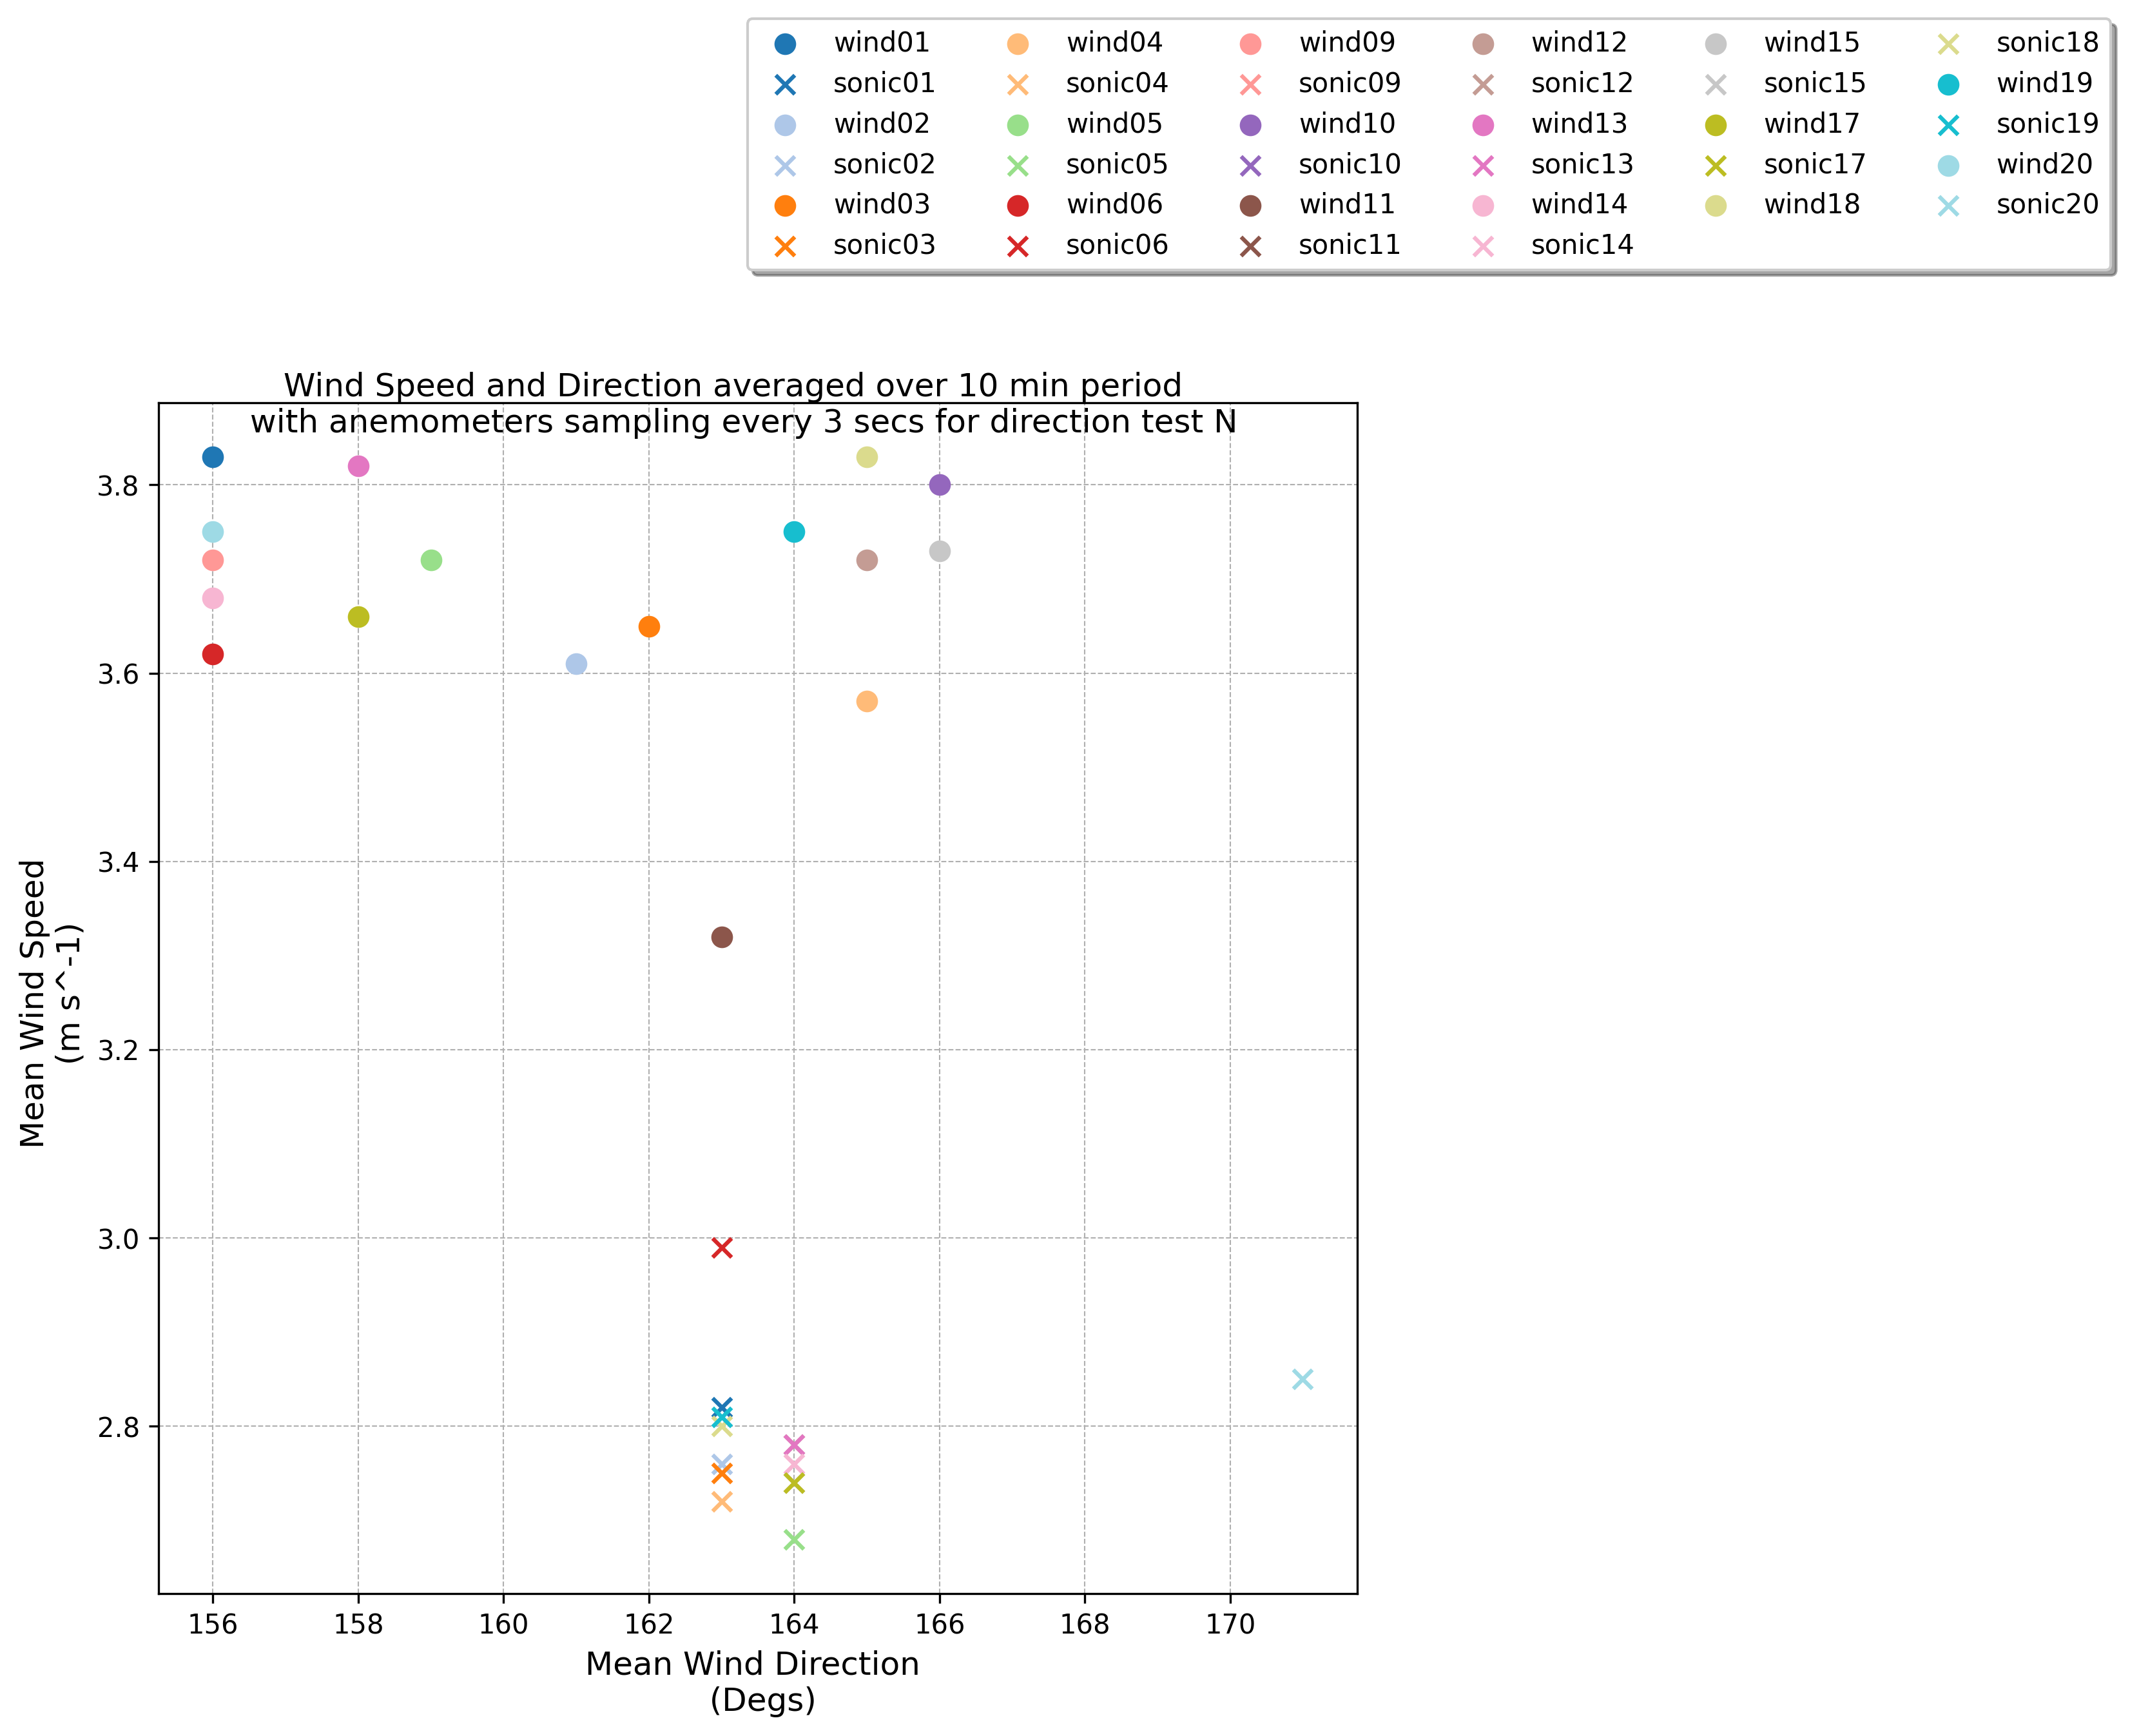 wind01
sonic01
wind02
sonic02
wind03
sonic03
wind04
sonic04
wind05
sonic05
wind06
sonic06
wind09
sonic09
wind10
sonic10
wind11
sonic11
wind12
sonic12
wind13
sonic13
wind14
sonic14
wind15
sonic15
wind17
sonic17
wind18
sonic18
wind19
sonic19
wind20
sonic20
Wind Speed and Direction averaged over 10 min period
with anemometers sampling every 3 secs for direction test N
Mean Wind Speed
(m s^-1)
3.8
3.6
3.4
3.2
3.0
2.8
156 158 160 162 164 166 168 170
Mean Wind Direction
(Degs)